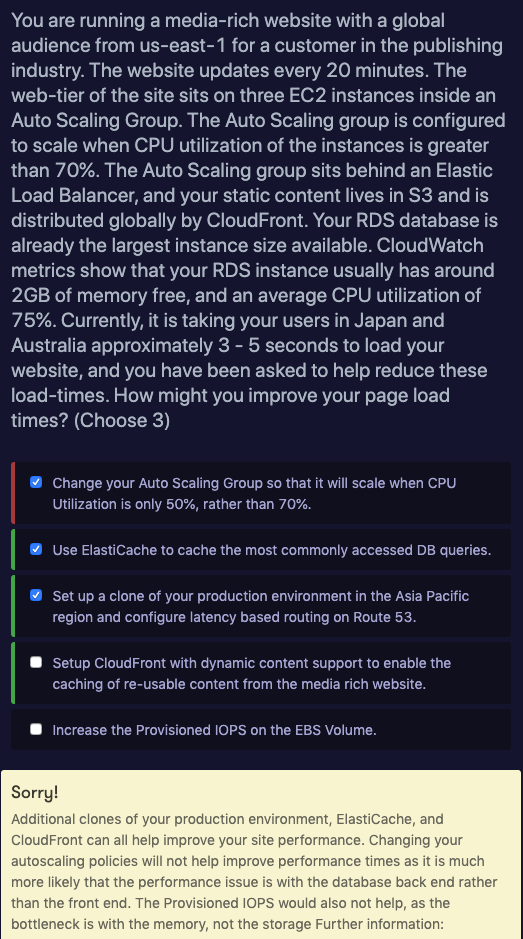 You are running a media-rich website with a global
audience from us-east-1 for a customer in the publishing
industry. The website updates every 20 minutes. The
web-tier of the site sits on three EC2 instances inside an
Auto Scaling Group. The Auto Scaling group is configured
to scale when CPU utilization of the instances is greater
than 70%. The Auto Scaling group sits behind an Elastic
Load Balancer, and your static content lives in S3 and is
distributed globally by CloudFront. Your RDS database is
already the largest instance size available. CloudWatch
metrics show that your RDS instance usually has around
2GB of memory free, and an average CPU utilization of
75%. Currently, it is taking your users in Japan and
Australia approximately 3 - 5 seconds to load your
website, and you have been asked to help reduce these
load-times. How might you improve your page load
times? (Choose 3)
Change your Auto Scaling Group so that it will scale when CPU
Utilization is only 50%, rather than 70%.
Use ElastiCache to cache the most commonly accessed DB queries.
Set up a clone of your production environment in the Asia Pacific
region and configure latency based routing on Route 53.
Setup CloudFront with dynamic content support to enable the
caching of re-usable content from the media rich website.
Increase the Provisioned IOPS on the EBS Volume.
Sorry!
Additional clones of your production environment, ElastiCache, and
CloudFront can all help improve your site performance. Changing your
autoscaling policies will not help improve performance times as it is much
more likely that the performance issue is with the database back end rather
than the front end. The Provisioned IOPS would also not help, as the
bottleneck is with the memory, not the storage Further information: